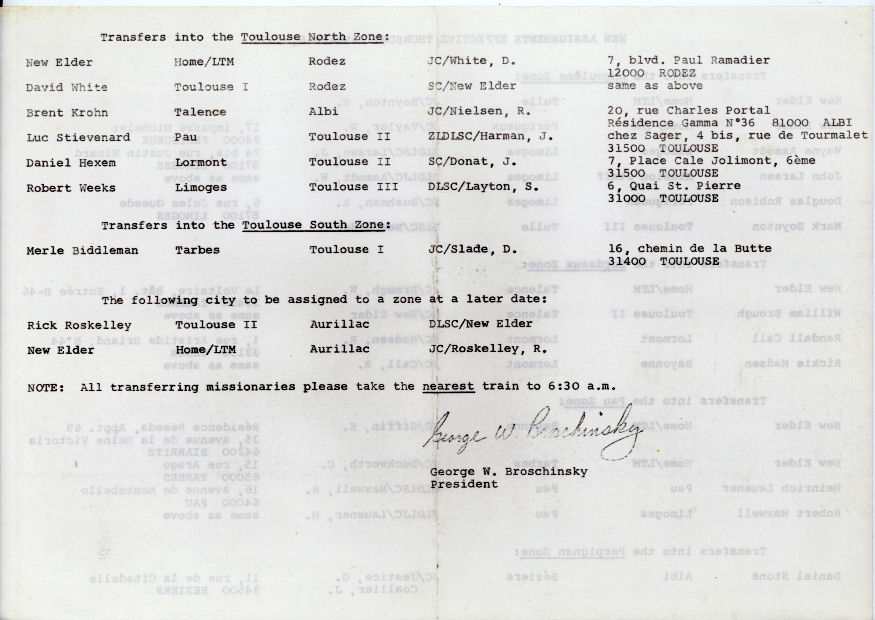 Transfers into the Toulouse North Zone:
New Elder Home/LTM Rodez JC/White, D. 7, blvd. Paul Ramadier
12000 RODEZ
David White Toulouse I Rodez SC/New Elder same as above
Brent Krohn Talence Albi JC/Nielsen, R. 20, rue Charles Portal
Résidence Gamma N°36 81000 ALBI
Luc Stievenard Pau Toulouse II ZLDLSC/Harman, J. chez Sager, 4 bis, rue de Tourmalet
31500 TOULOUSE
Daniel Hexem Lormont Toulouse II SC/Donat, J. 7, Place Cale Jolimont, 6ème
31500 TOULOUSE
Robert Weeks Limoges Toulouse III DLSC/Layton, S. 6, Quai St. Pierre
31000 TOULOUSE
Transfers into the Toulouse South Zone:
Merle Biddleman Tarbes Toulouse I JC/Slade, D. 16, chemin de la Butte
31400 TOULOUSE
The following city to be assigned to a zone at a later date:
Rick Roskelley Toulouse II Aurillac DLSC/New Elder
New Elder Home/LTM Aurillac JC/Roskelley, R.
NOTE: All transferring missionaries please take the nearest train to 6:30 a.m.
George W. Broschinsky
George W. Broschinsky
President